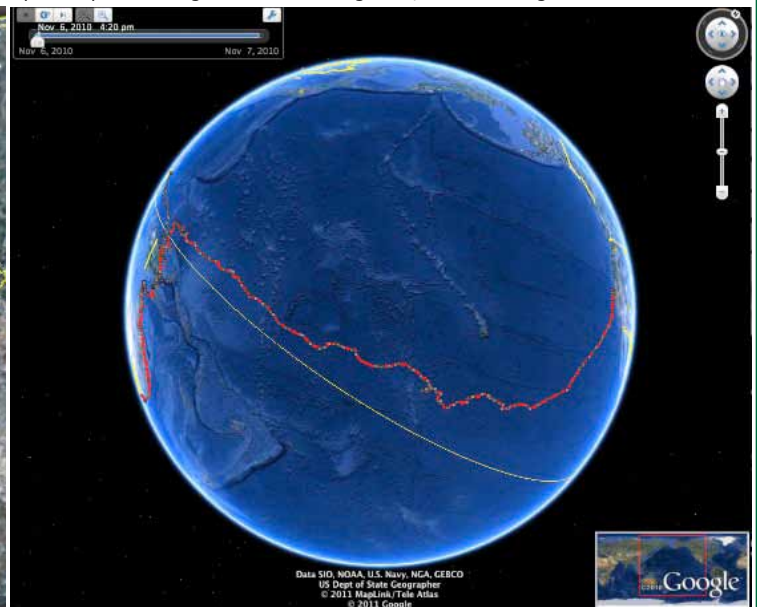 Nov 6, 2010 4:20 pm
Nov 6, 2010
Nov 7, 2010
Data SIO, NOAA, U.S. Navy, NGA, GEBCO
US Dept of State Geographer
© 2011 MapLink/Tele Atlas
© 2011 Google
©2010 Google